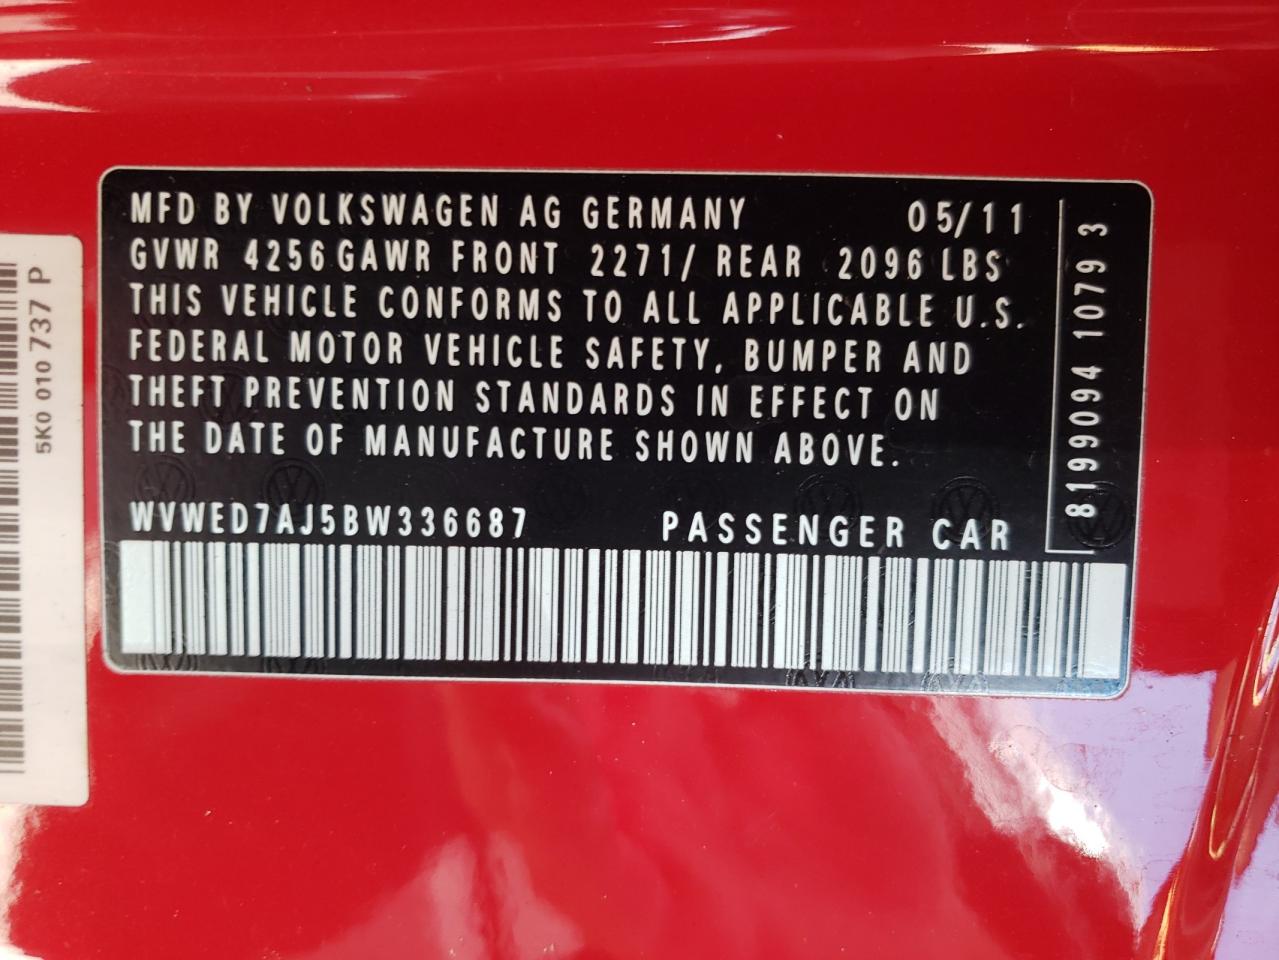 MFD BY VOLKSWAGEN AG GERMANY 05/11
GVWR 4256 GAWR FRONT 2271/ REAR 2096 LBS
THIS VEHICLE CONFORMS TO ALL APPLICABLE U.S.
FEDERAL MOTOR VEHICLE SAFETY, BUMPER AND
THEFT PREVENTION STANDARDS IN EFFECT ON
THE DATE OF MANUFACTURE SHOWN ABOVE.
WVWED7AJ5BW336687 PASSENGER CAR
8199094 1079 3
5K0 010 737 P